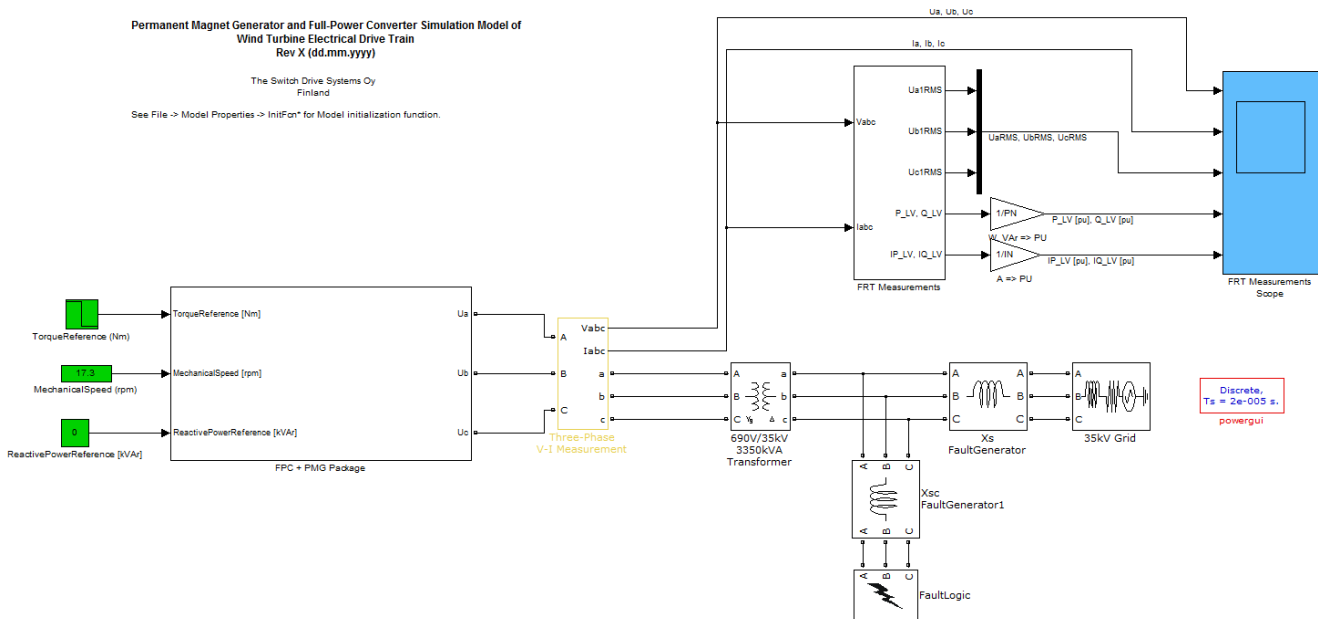 Permanent Magnet Generator and Full-Power Converter Simulation Model of
Wind Turbine Electrical Drive Train
Rev X (dd.mm.yyyy)
The Switch Drive Systems Oy
Finland
See File -> Model Properties -> InitFcn* for Model initialization function.
Ua, Ub, Uc
Ia, Ib, Ic
Vabc
Iabc
Ua1RMS
Ub1RMS
Uc1RMS
P_LV, Q_LV
IP_LV, IQ_LV
FRT Measurements
UaRMS, UbRMS, UcRMS
1/PN
W_VAr => PU
P_LV [pu], Q_LV [pu]
1/IN
A => PU
IP_LV [pu], IQ_LV [pu]
FRT Measurements
Scope
TorqueReference (Nm)
17.3
MechanicalSpeed (rpm)
0
ReactivePowerReference [kVAr]
TorqueReference [Nm]
MechanicalSpeed [rpm]
ReactivePowerReference [kVAr]
Ua
Ub
Uc
FPC + PMG Package
A
B
C
Vabc
Iabc
a
b
c
Three-Phase
V-I Measurement
A
B
C
Yg
Δ
a
b
c
690V/35kV
3350kVA
Transformer
A
B
C
A
B
C
Xs
FaultGenerator
A
B
C
35kV Grid
Discrete,
Ts = 2e-005 s.
powergui
A
B
C
A
B
C
Xsc
FaultGenerator1
A
B
C
FaultLogic